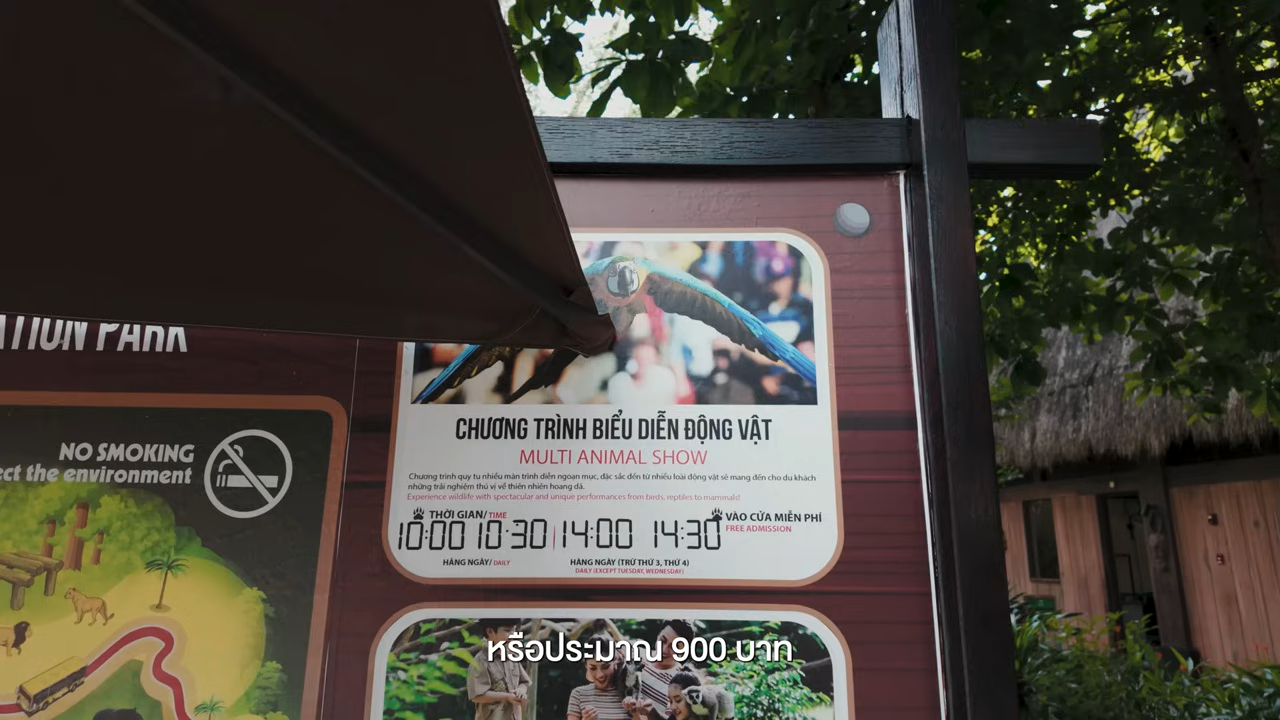 PARK
NO SMOKING
ect the environment
CHƯƠNG TRÌNH BIỂU DIỄN ĐỘNG VẬT
MULTI ANIMAL SHOW
Chương trình quy tụ nhiều màn trình diễn ngoạn mục, đặc sắc đến từ nhiều loài động vật sẽ mang đến cho du khách
những trải nghiệm thú vị về thiên nhiên hoang dã.
Experience wildlife with spectacular and unique performances from birds, reptiles to mammals!
THỜI GIAN/ TIME
10:00 10:30 14:00 14:30
HÀNG NGÀY/ DAILY
HÀNG NGÀY (TRỪ THỨ 3, THỨ 4)
DAILY (EXCEPT TUESDAY, WEDNESDAY)
VÀO CỬA MIỄN PHÍ
FREE ADMISSION
หรือประมาณ 900 บาท